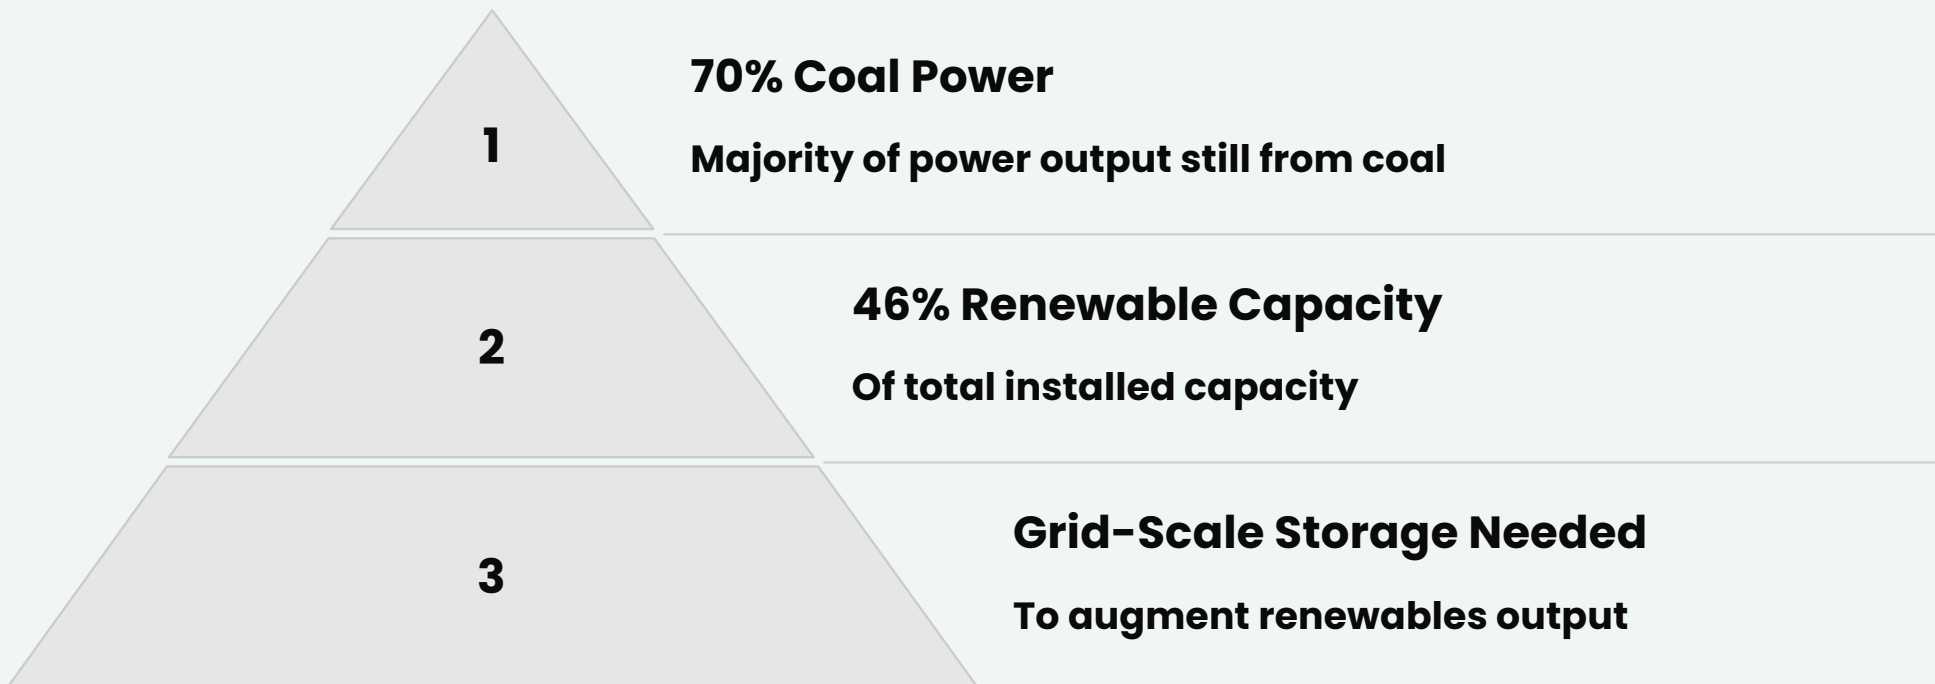 1
70% Coal Power
Majority of power output still from coal
2
46% Renewable Capacity
Of total installed capacity
3
Grid-Scale Storage Needed
To augment renewables output